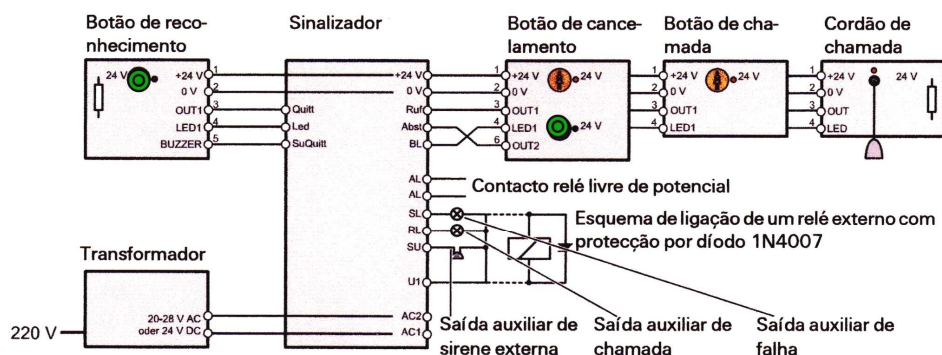 Botão de reco-
nhecimento
Sinalizador
Botão de cance-
lamento
Botão de cha-
mada
Cordão de
chamada
24 V
+24 V
1
0 V
2
OUT1
3
LED1
4
BUZZER
5
+24 V
0 V
Quitt
Ruf
Led
Abst
SuQuitt
BL
AL
AL
SL
RL
SU
U1
AC2
AC1
1
+24 V
24 V
2
0 V
3
OUT1
4
LED1
24 V
6
OUT2
1
+24 V
24 V
2
0 V
3
OUT1
4
LED1
1
+24 V
24 V
2
0 V
3
OUT
4
LED
Contacto relé livre de potencial
Esquema de ligação de um relé externo com
protecção por díodo 1N4007
Transformador
20-28 V AC
oder 24 V DC
220 V
Saída auxiliar de
sirene externa
Saída auxiliar de
chamada
Saída auxiliar de
falha